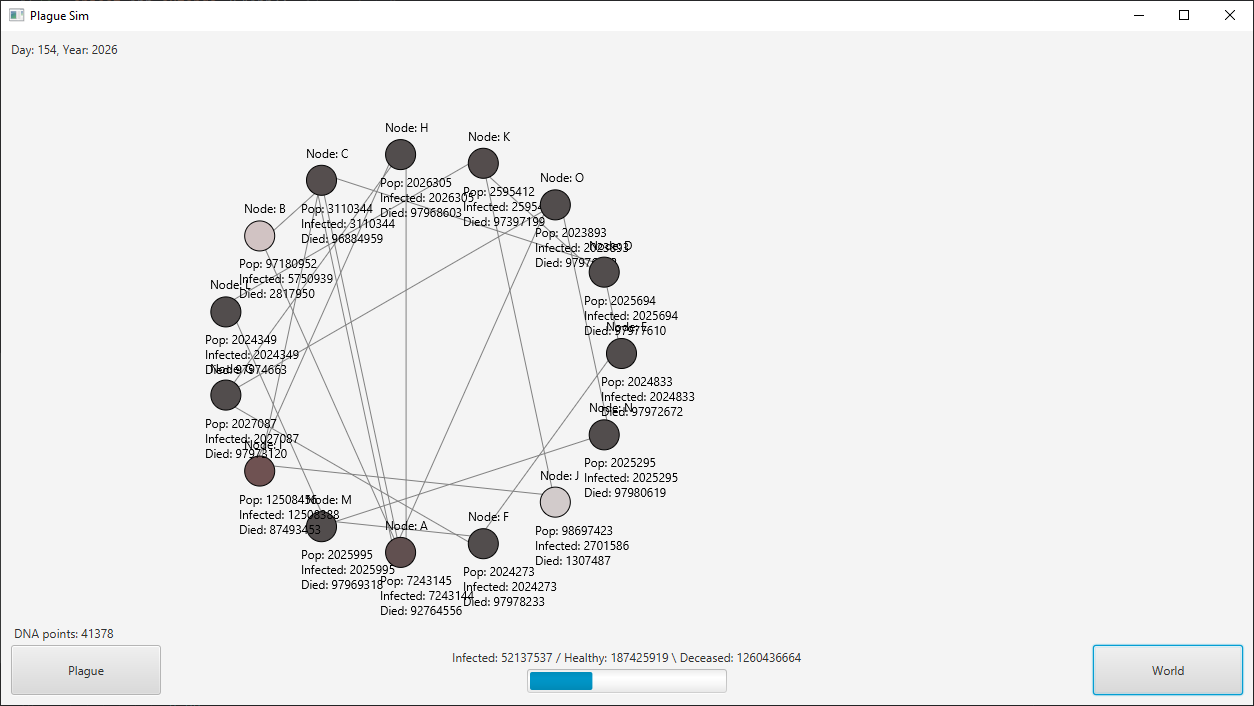 Plague Sim
Day: 154, Year: 2026
Node: H
Pop: 2026305
Infected: 2026305
Died: 97968603
Node: K
Pop: 2595412
Infected: 25954
Died: 97397199
Node: C
Pop: 3110344
Infected: 3110344
Died: 96884959
Node: O
Pop: 2023893
Infected: 2023893
Node: B
Pop: 97180952
Infected: 5750939
Died: 2817950
Node: D
Pop: 2025694
Infected: 2025694
Died: 97977610
Node: L
Pop: 2024349
Infected: 2024349
Died: 97974663
Node: E
Pop: 2024833
Infected: 2024833
Died: 97972672
Node: G
Pop: 2027087
Infected: 2027087
Died: 97978120
Node: N
Pop: 2025295
Infected: 2025295
Died: 97980619
Node: I
Pop: 12508456
Infected: 12508388
Died: 87493453
Node: J
Pop: 98697423
Infected: 2701586
Died: 1307487
Node: M
Pop: 2025995
Infected: 2025995
Died: 97969318
Node: A
Pop: 7243145
Infected: 7243144
Died: 92764556
Node: F
Pop: 2024273
Infected: 2024273
Died: 97978233
DNA points: 41378
Plague
Infected: 52137537 / Healthy: 187425919 \ Deceased: 1260436664
World